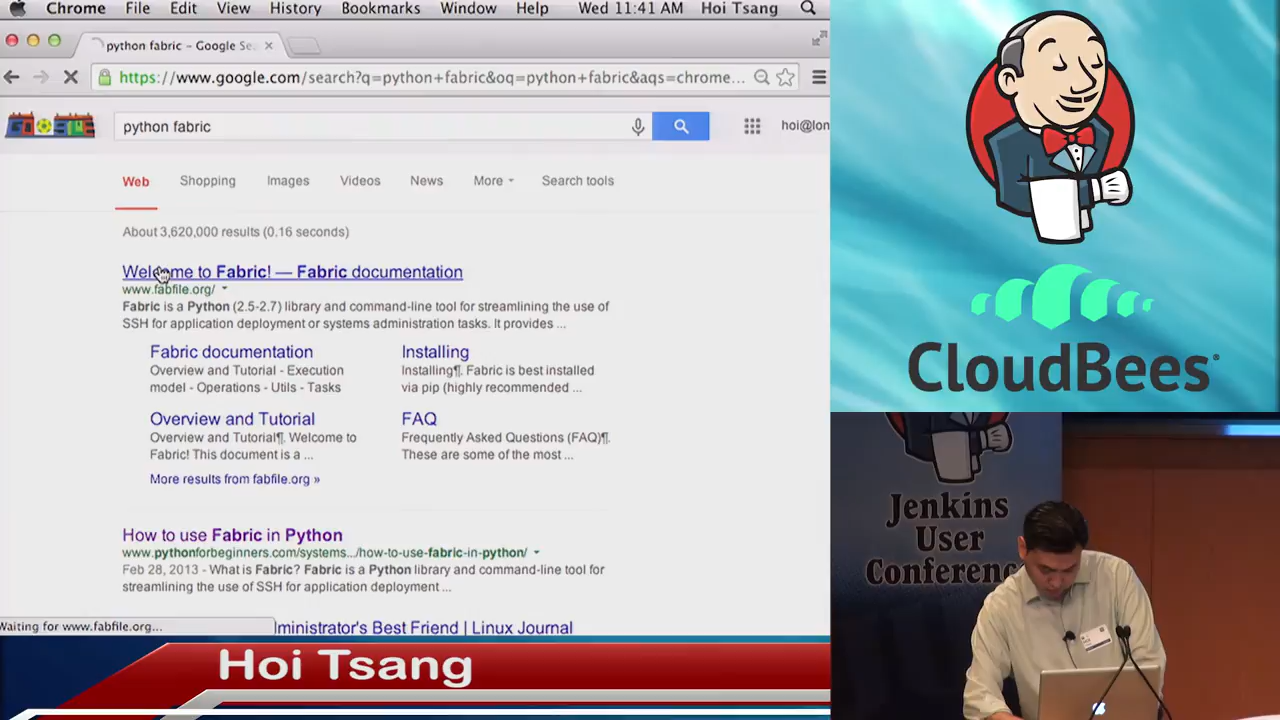 Chrome File Edit View History Bookmarks Window Help Wed 11:41 AM Hoi Tsang
python fabric – Google Se
https://www.google.com/search?q=python+fabric&oq=python+fabric&aqs=chrome...
python fabric
hoi@lon
Web Shopping Images Videos News More Search tools
About 3,620,000 results (0.16 seconds)
Welcome to Fabric! — Fabric documentation
www.fabfile.org/
Fabric is a Python (2.5-2.7) library and command-line tool for streamlining the use of
SSH for application deployment or systems administration tasks. It provides ...
Fabric documentation
Overview and Tutorial - Execution
model - Operations - Utils - Tasks
Installing
Installing¶. Fabric is best installed
via pip (highly recommended ...
Overview and Tutorial
Overview and Tutorial¶. Welcome to
Fabric! This document is a ...
FAQ
Frequently Asked Questions (FAQ)¶.
These are some of the most ...
More results from fabfile.org »
How to use Fabric in Python
www.pythonforbeginners.com/systems.../how-to-use-fabric-in-python/
Feb 28, 2013 - What is Fabric? Fabric is a Python library and command-line tool for
streamlining the use of SSH for application deployment ...
Waiting for www.fabfile.org...
ministrator's Best Friend | Linux Journal
Hoi Tsang
CloudBees
Jenkins
User
Conferenc